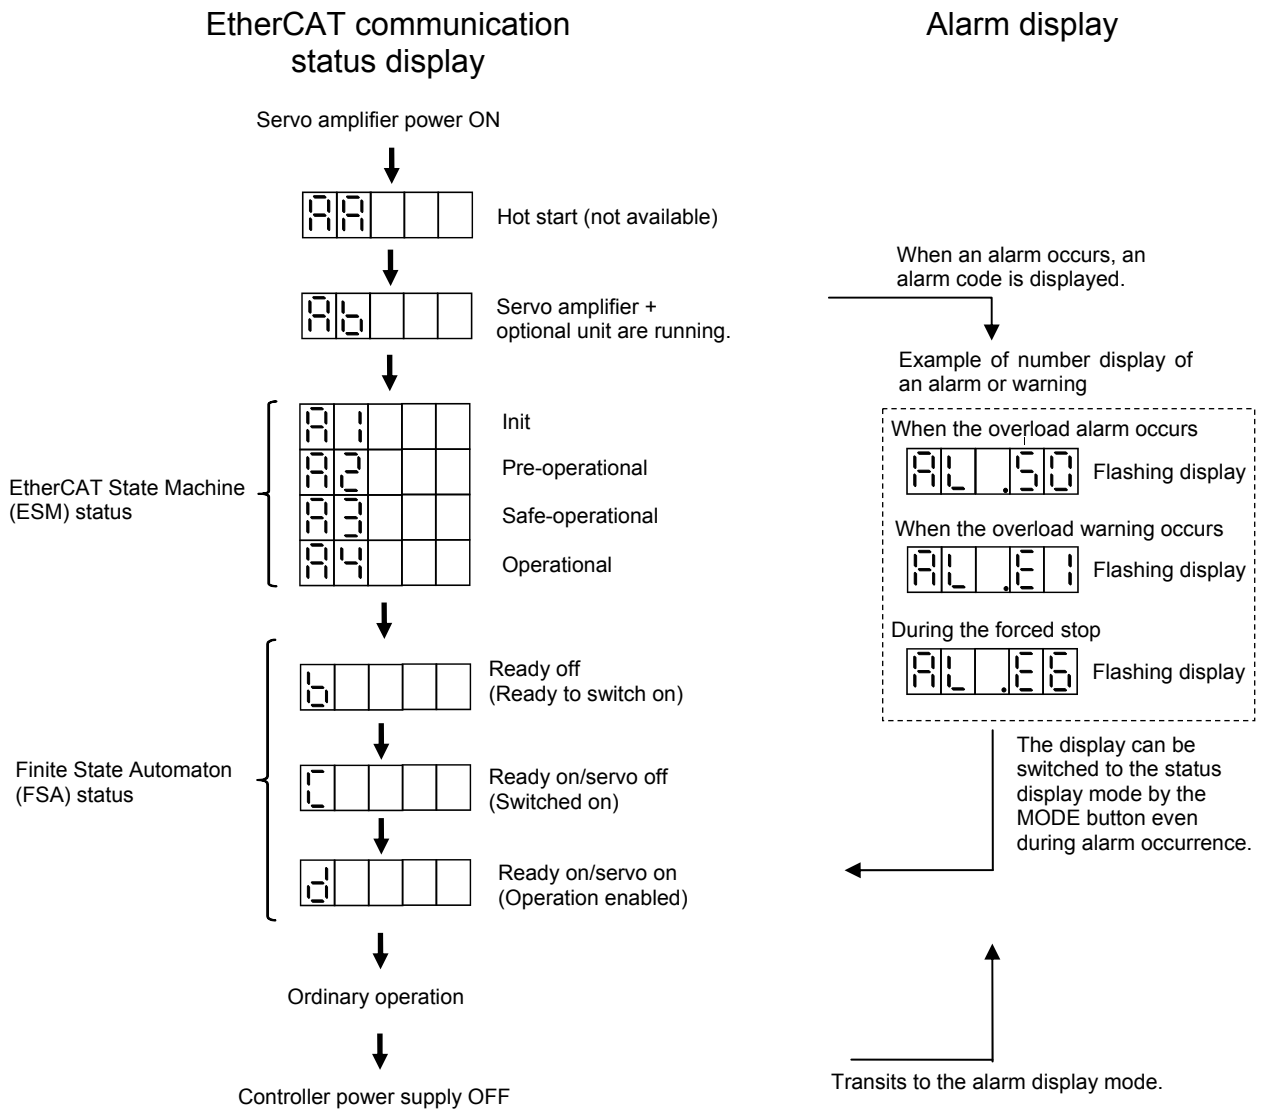 EtherCAT communication
status display
Alarm display
Servo amplifier power ON
AA
Hot start (not available)
When an alarm occurs, an
alarm code is displayed.
Ab
Servo amplifier +
optional unit are running.
Example of number display of
an alarm or warning
A1
Init
A2
Pre-operational
A3
Safe-operational
A4
Operational
EtherCAT State Machine
(ESM) status
When the overload alarm occurs
AL .50
Flashing display
When the overload warning occurs
AL .E1
Flashing display
During the forced stop
AL .E6
Flashing display
b
Ready off
(Ready to switch on)
Finite State Automaton
(FSA) status
C
Ready on/servo off
(Switched on)
d
Ready on/servo on
(Operation enabled)
The display can be
switched to the status
display mode by the
MODE button even
during alarm occurrence.
Ordinary operation
Controller power supply OFF
Transits to the alarm display mode.